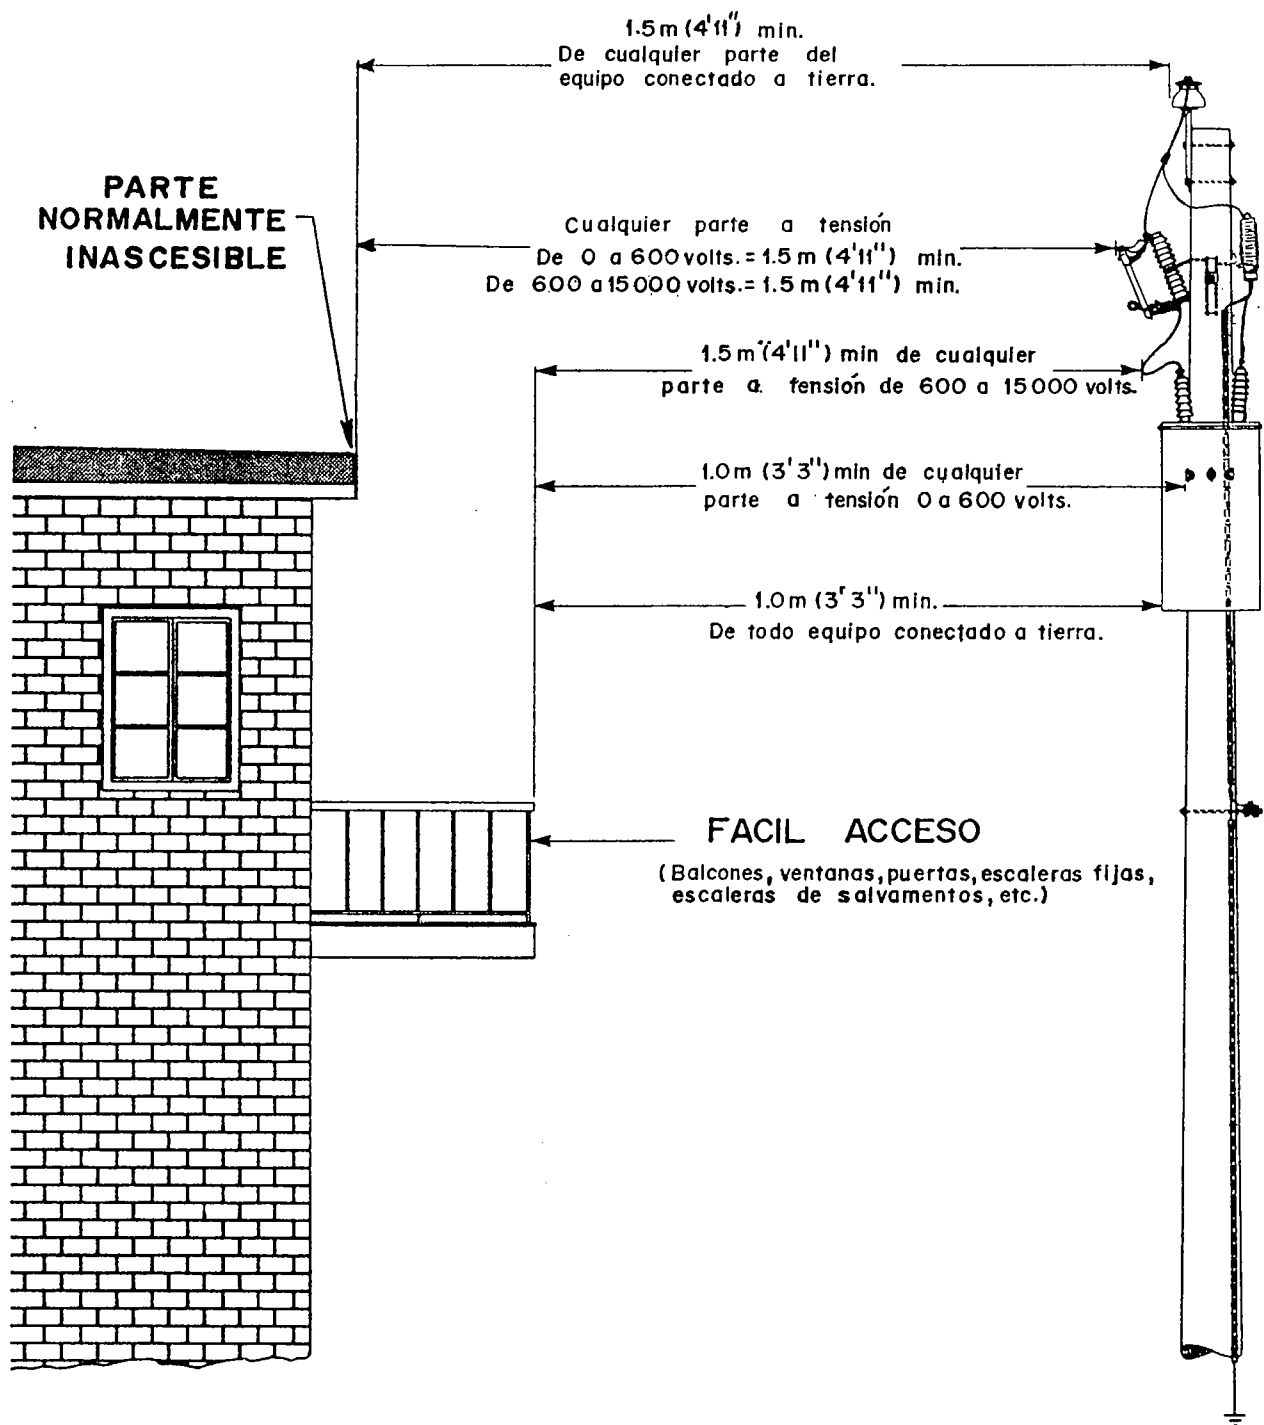 1.5 m (4'11") min.
De cualquier parte del
equipo conectado a tierra.
PARTE
NORMALMENTE
INASCESIBLE
Cualquier parte a tensión
De 0 a 600 volts. = 1.5 m (4'11") min.
De 600 a 15000 volts. = 1.5 m (4'11") min.
1.5 m (4'11") min de cualquier
parte a tensión de 600 a 15000 volts.
1.0 m (3'3") min de cualquier
parte a tensión 0 a 600 volts.
1.0 m (3'3") min.
De todo equipo conectado a tierra.
FACIL ACCESO
(Balcones, ventanas, puertas, escaleras fijas,
escaleras de salvamentos, etc.)